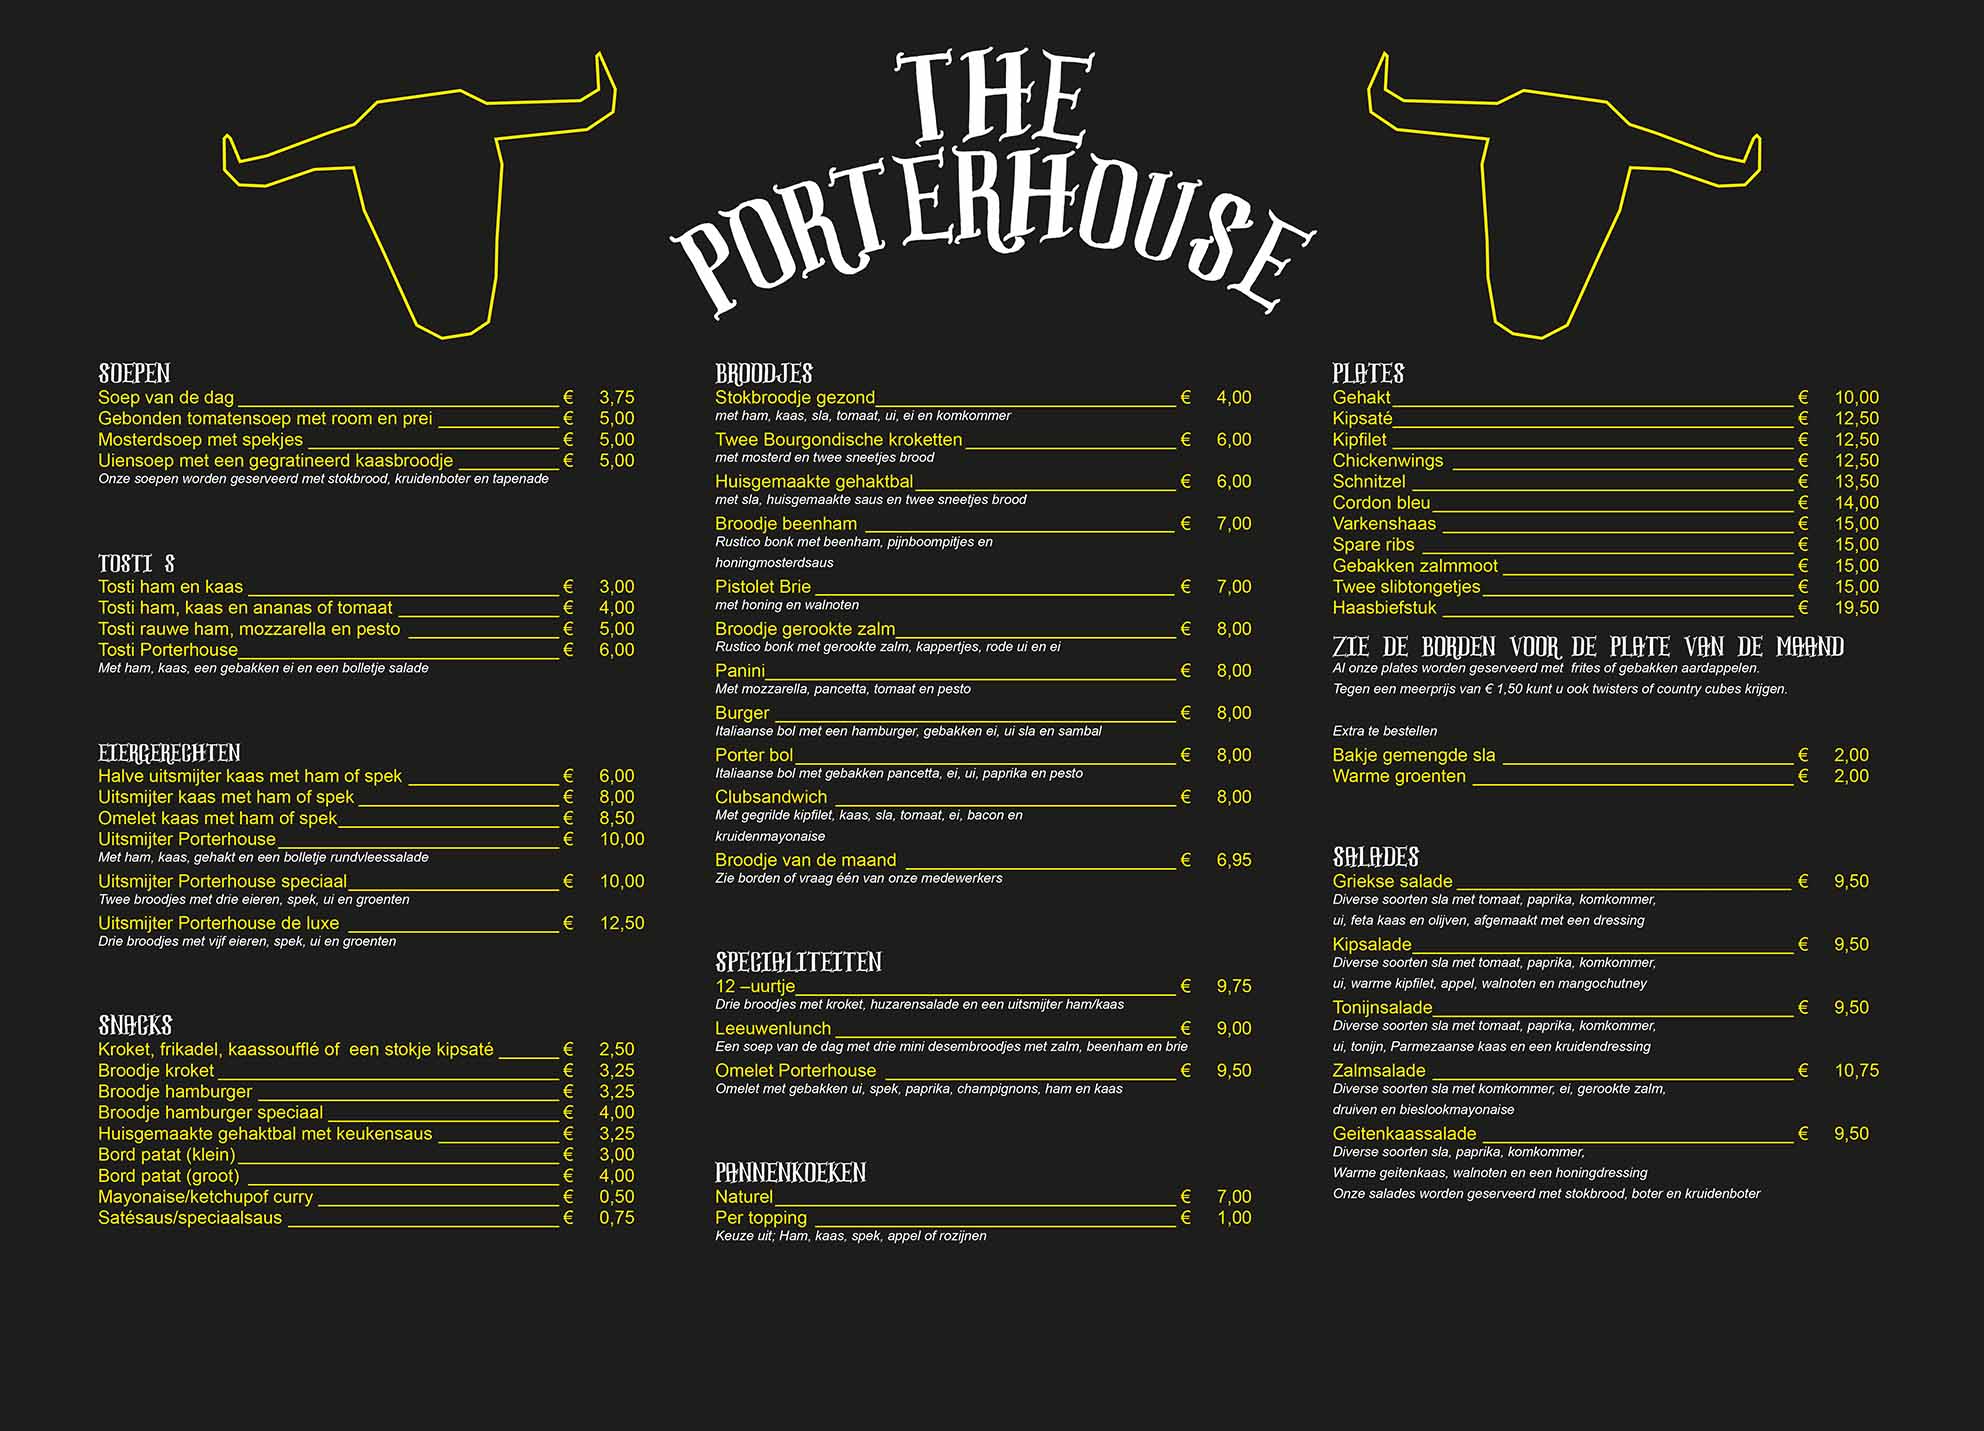 THE
PORTERHOUSE
SOEPEN
Soep van de dag € 3,75
Gebonden tomatensoep met room en prei € 5,00
Mosterdsoep met spekjes € 5,00
Uiensoep met een gegratineerd kaasbroodje € 5,00
Onze soepen worden geserveerd met stokbrood, kruidenboter en tapenade
TOSTI S
Tosti ham en kaas € 3,00
Tosti ham, kaas en ananas of tomaat € 4,00
Tosti rauwe ham, mozzarella en pesto € 5,00
Tosti Porterhouse € 6,00
Met ham, kaas, een gebakken ei en een bolletje salade
EIERGERECHTEN
Halve uitsmijter kaas met ham of spek € 6,00
Uitsmijter kaas met ham of spek € 8,00
Omelet kaas met ham of spek € 8,50
Uitsmijter Porterhouse € 10,00
Met ham, kaas, gehakt en een bolletje rundvleessalade
Uitsmijter Porterhouse speciaal € 10,00
Twee broodjes met drie eieren, spek, ui en groenten
Uitsmijter Porterhouse de luxe € 12,50
Drie broodjes met vijf eieren, spek, ui en groenten
SNACKS
Kroket, frikadel, kaassoufflé of een stokje kipsaté € 2,50
Broodje kroket € 3,25
Broodje hamburger € 3,25
Broodje hamburger speciaal € 4,00
Huisgemaakte gehaktbal met keukensaus € 3,25
Bord patat (klein) € 3,00
Bord patat (groot) € 4,00
Mayonaise/ketchupof curry € 0,50
Satésaus/speciaalsaus € 0,75
BROODJES
Stokbroodje gezond € 4,00
met ham, kaas, sla, tomaat, ui, ei en komkommer
Twee Bourgondische kroketten € 6,00
met mosterd en twee sneetjes brood
Huisgemaakte gehaktbal € 6,00
met sla, huisgemaakte saus en twee sneetjes brood
Broodje beenham € 7,00
Rustico bonk met beenham, pijnboompitjes en
honingmosterdsaus
Pistolet Brie € 7,00
met honing en walnoten
Broodje gerookte zalm € 8,00
Rustico bonk met gerookte zalm, kappertjes, rode ui en ei
Panini € 8,00
Met mozzarella, pancetta, tomaat en pesto
Burger € 8,00
Italiaanse bol met een hamburger, gebakken ei, ui sla en sambal
Porter bol € 8,00
Italiaanse bol met gebakken pancetta, ei, ui, paprika en pesto
Clubsandwich € 8,00
Met gegrilde kipfilet, kaas, sla, tomaat, ei, bacon en
kruidenmayonaise
Broodje van de maand € 6,95
Zie borden of vraag één van onze medewerkers
SPECIALITEITEN
12 –uurtje € 9,75
Drie broodjes met kroket, huzarensalade en een uitsmijter ham/kaas
Leeuwenlunch € 9,00
Een soep van de dag met drie mini desembroodjes met zalm, beenham en brie
Omelet Porterhouse € 9,50
Omelet met gebakken ui, spek, paprika, champignons, ham en kaas
PANNENKOEKEN
Naturel € 7,00
Per topping € 1,00
Keuze uit; Ham, kaas, spek, appel of rozijnen
PLATES
Gehakt € 10,00
Kipsaté € 12,50
Kipfilet € 12,50
Chickenwings € 12,50
Schnitzel € 13,50
Cordon bleu € 14,00
Varkenshaas € 15,00
Spare ribs € 15,00
Gebakken zalmmoot € 15,00
Twee slibtongetjes € 15,00
Haasbiefstuk € 19,50
ZIE DE BORDEN VOOR DE PLATE VAN DE MAAND
Al onze plates worden geserveerd met frites of gebakken aardappelen.
Tegen een meerprijs van € 1,50 kunt u ook twisters of country cubes krijgen.
Extra te bestellen
Bakje gemengde sla € 2,00
Warme groenten € 2,00
SALADES
Griekse salade € 9,50
Diverse soorten sla met tomaat, paprika, komkommer,
ui, feta kaas en olijven, afgemaakt met een dressing
Kipsalade € 9,50
Diverse soorten sla met tomaat, paprika, komkommer,
ui, warme kipfilet, appel, walnoten en mangochutney
Tonijnsalade € 9,50
Diverse soorten sla met tomaat, paprika, komkommer,
ui, tonijn, Parmezaanse kaas en een kruidendressing
Zalmsalade € 10,75
Diverse soorten sla met komkommer, ei, gerookte zalm,
druiven en bieslookmayonaise
Geitenkaassalade € 9,50
Diverse soorten sla, paprika, komkommer,
Warme geitenkaas, walnoten en een honingdressing
Onze salades worden geserveerd met stokbrood, boter en kruidenboter